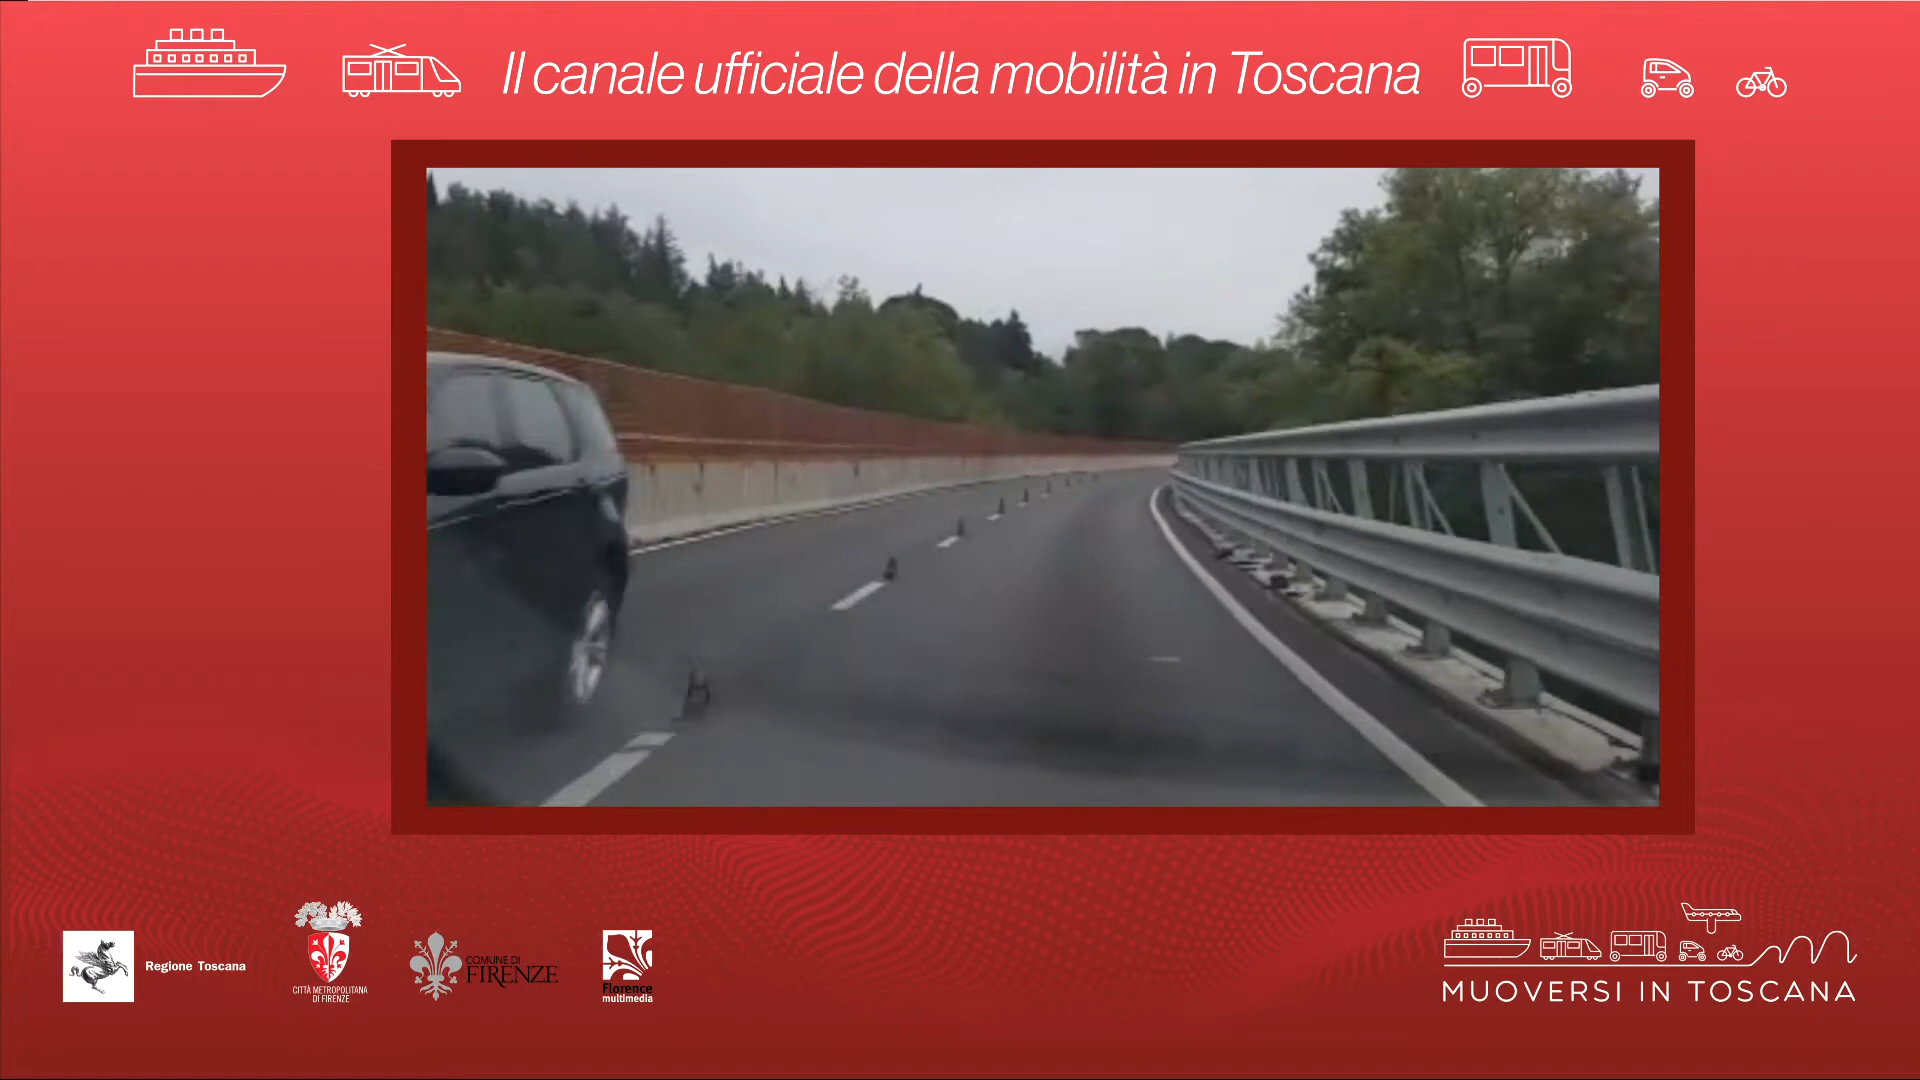 Il canale ufficiale della mobilità in Toscana
Regione Toscana
CITTÀ METROPOLITANA
DI FIRENZE
COMUNE DI
FIRENZE
Florence
multimedia
MUOVERSI IN TOSCANA